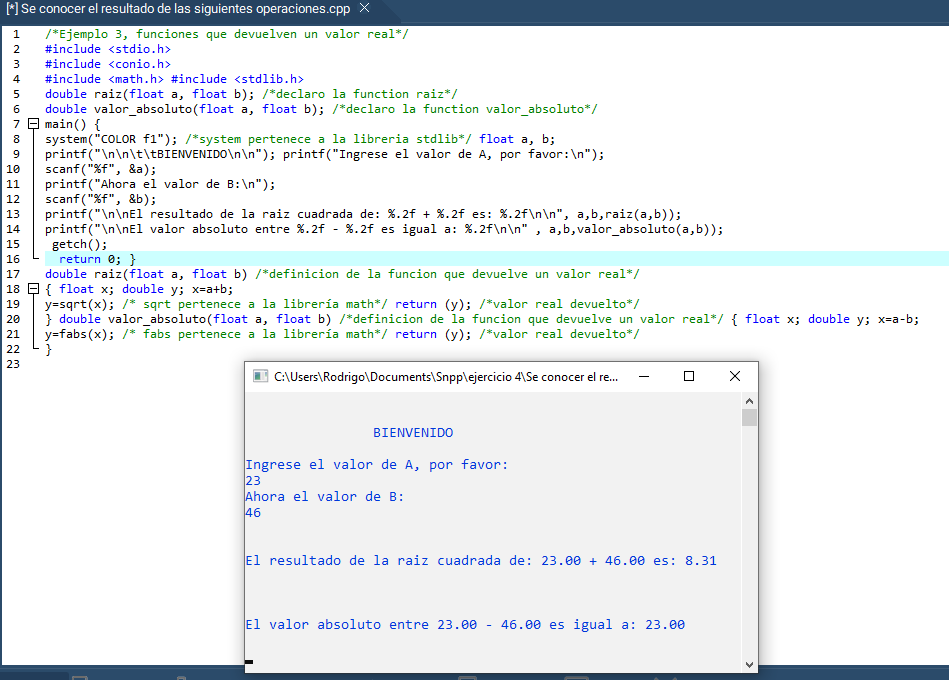 [*] Se conocer el resultado de las siguientes operaciones.cpp
1 /*Ejemplo 3, funciones que devuelven un valor real*/
2 #include <stdio.h>
3 #include <conio.h>
4 #include <math.h> #include <stdlib.h>
5 double raiz(float a, float b); /*declaro la function raiz*/
6 double valor_absoluto(float a, float b); /*declaro la function valor_absoluto*/
7 main() {
8 system("COLOR f1"); /*system pertenece a la libreria stdlib*/ float a, b;
9 printf("\n\n\t\tBIENVENIDO\n\n"); printf("Ingrese el valor de A, por favor:\n");
10 scanf("%f", &a);
11 printf("Ahora el valor de B:\n");
12 scanf("%f", &b);
13 printf("\n\nEl resultado de la raiz cuadrada de: %.2f + %.2f es: %.2f\n\n", a,b,raiz(a,b));
14 printf("\n\nEl valor absoluto entre %.2f - %.2f es igual a: %.2f\n\n" , a,b,valor_absoluto(a,b));
15 getch();
16 return 0; }
17 double raiz(float a, float b) /*definicion de la funcion que devuelve un valor real*/
18 { float x; double y; x=a+b;
19 y=sqrt(x); /* sqrt pertenece a la librería math*/ return (y); /*valor real devuelto*/
20 } double valor_absoluto(float a, float b) /*definicion de la funcion que devuelve un valor real*/ { float x; double y; x=a-b;
21 y=fabs(x); /* fabs pertenece a la librería math*/ return (y); /*valor real devuelto*/
22 }
23
C:\Users\Rodrigo\Documents\Snpp\ejercicio 4\Se conocer el re...
BIENVENIDO
Ingrese el valor de A, por favor:
23
Ahora el valor de B:
46
El resultado de la raiz cuadrada de: 23.00 + 46.00 es: 8.31
El valor absoluto entre 23.00 - 46.00 es igual a: 23.00